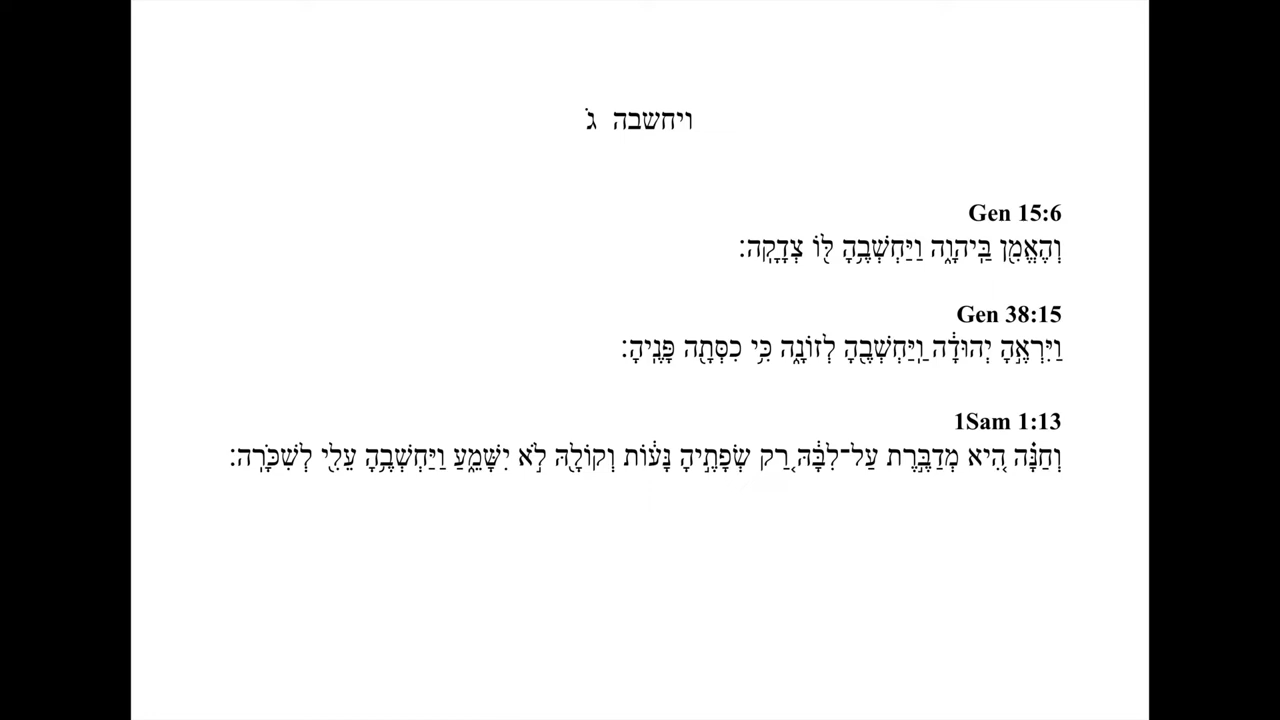 ויחשבה גׄ
Gen 15:6
וְהֶאֱמִ֖ן בַּֽיהוָ֑ה וַיַּחְשְׁבֶ֥הָ לּ֖וֹ צְדָקָֽה׃
Gen 38:15
וַיִּרְאֶ֣הָ יְהוּדָ֔ה וַֽיַּחְשְׁבֶ֖הָ לְזוֹנָ֑ה כִּ֥י כִסְּתָ֖ה פָּנֶֽיהָ׃
1Sam 1:13
וְחַנָּ֗ה הִ֚יא מְדַבֶּ֣רֶת עַל־לִבָּ֔הּ רַ֚ק שְׂפָתֶ֣יהָ נָּע֔וֹת וְקוֹלָ֖הּ לֹ֣א יִשָּׁמֵ֑עַ וַיַּחְשְׁבֶ֥הָ עֵלִ֖י לְשִׁכֹּרָֽה׃